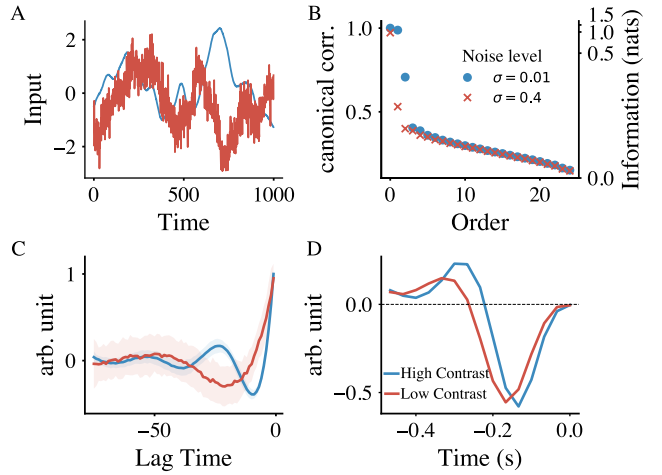 A
2
0
−2
Input
0
500
1000
Time
B
1.0
0.5
canonical corr.
Noise level
σ = 0.01
σ = 0.4
1.5
1.0
0.5
0.0
Information (nats)
0
10
20
Order
C
1
0
arb. unit
−50
0
Lag Time
D
0.0
−0.5
arb. unit
High Contrast
Low Contrast
−0.4
−0.2
0.0
Time (s)